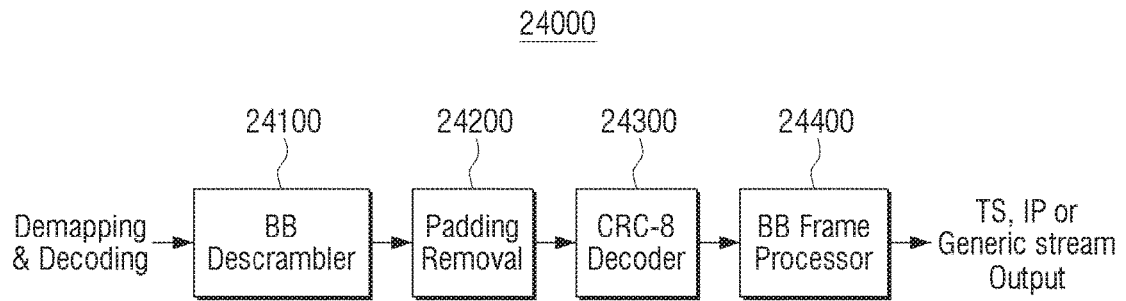 24000
24100
24200
24300
24400
Demapping
& Decoding
BB
Descrambler
Padding
Removal
CRC-8
Decoder
BB Frame
Processor
TS, IP or
Generic stream
Output